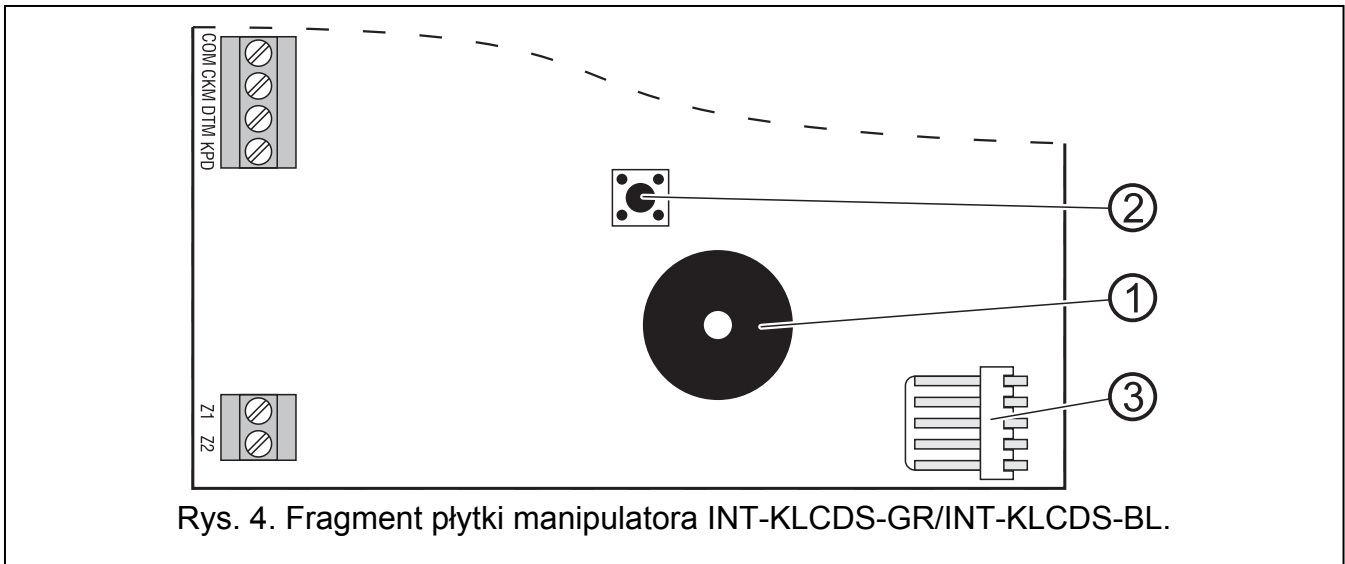 COM CKM DTM KPD
2
1
3
Z1 Z2
Rys. 4. Fragment płytki manipulatora INT-KLCDS-GR/INT-KLCDS-BL.